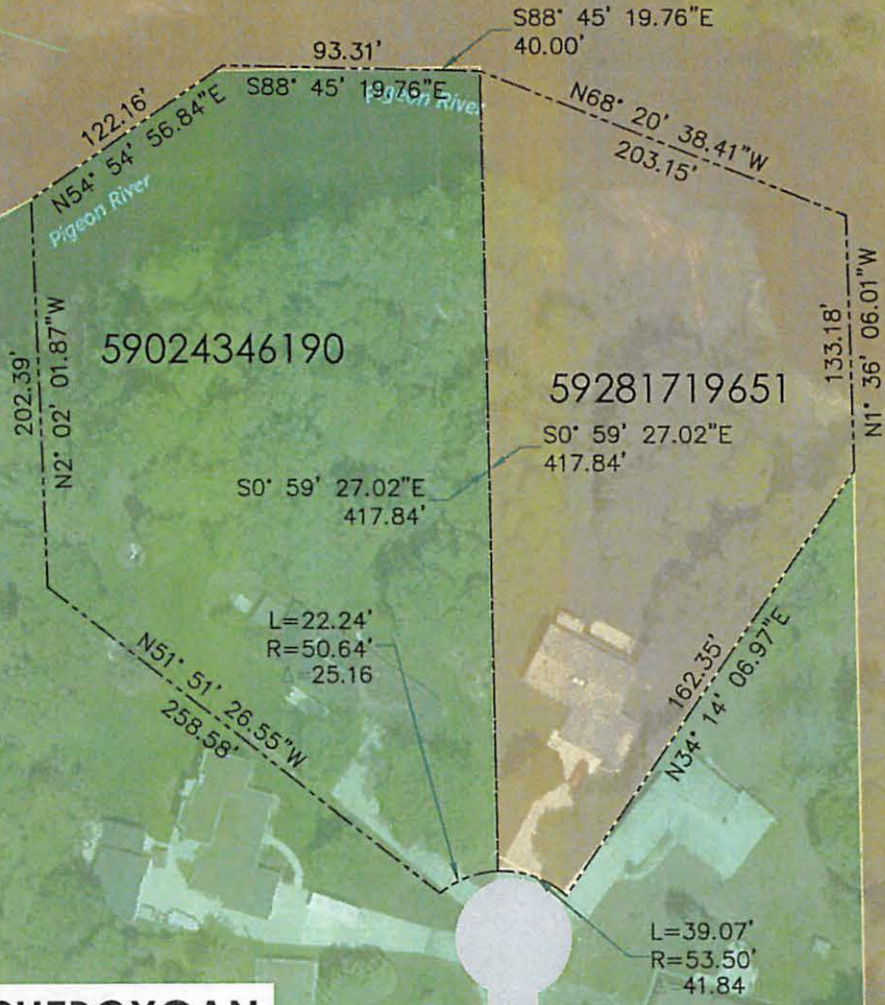 S88° 45' 19.76"E
40.00'
93.31'
S88° 45' 19.76"E
Pigeon River
122.16'
N54° 54' 56.84"E
Pigeon River
N68° 20' 38.41"W
203.15'
202.39'
N2° 02' 01.87"W
59024346190
59281719651
133.18'
N1° 36' 06.01"W
S0° 59' 27.02"E
417.84'
S0° 59' 27.02"E
417.84'
L=22.24'
R=50.64'
Δ=25.16
N51° 51' 26.55"W
258.58'
162.35'
N34° 14' 06.97"E
L=39.07'
R=53.50'
Δ=41.84